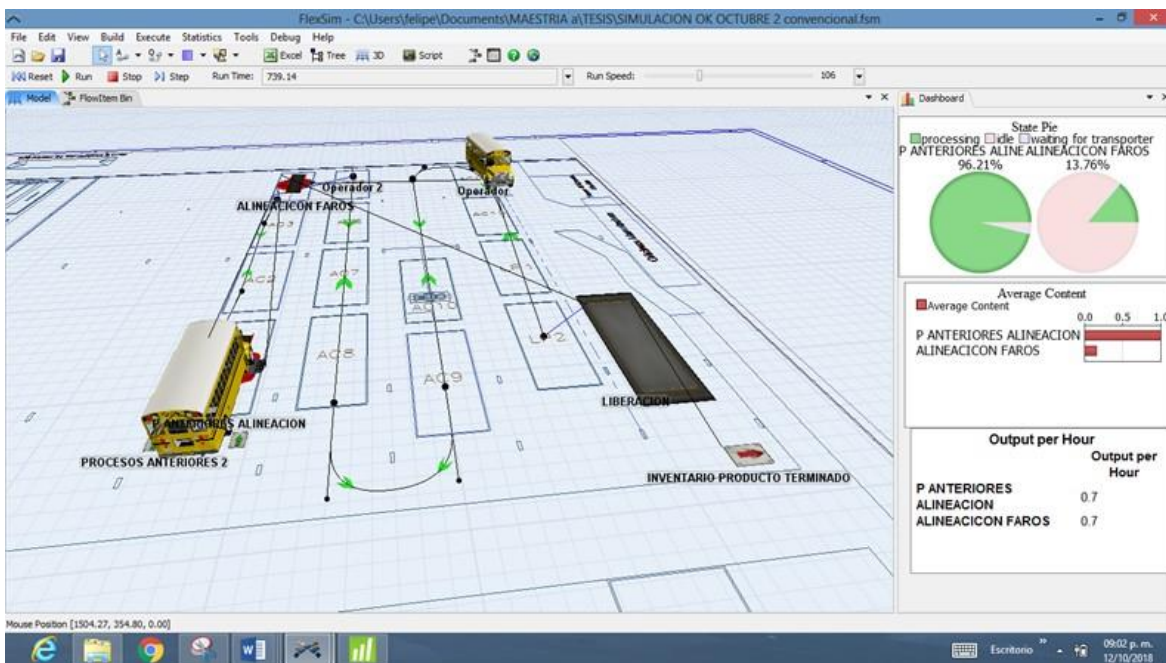 FlexSim - C:\Users\felipe\Documents\MAESTRIA a\TESIS\SIMULACION OK OCTUBRE 2 convencional.fsm
File Edit View Build Execute Statistics Tools Debug Help
Excel Tree 3D Script
Reset Run Stop Step Run Time: 739.14 Run Speed: 106
Model FlowItem Bin
Dashboard
State Pie
processing idle waiting for transporter
P ANTERIORES ALINE ALINEACICON FAROS
96.21% 13.76%
Average Content
Average Content
0.0 0.5 1.0
P ANTERIORES ALINEACION
ALINEACICON FAROS
Output per Hour
Output per
Hour
P ANTERIORES
ALINEACION
0.7
ALINEACICON FAROS 0.7
Operador 2
Operador
ALINEACICON FAROS
AC3
AC2
AC7
AC10
AC8
AC9
LIBERACION
P ANTERIORES ALINEACION
PROCESOS ANTERIORES 2
INVENTARIO PRODUCTO TERMINADO
Mouse Position [1504.27, 354.80, 0.00]
Escritorio
09:02 p. m.
12/10/2018